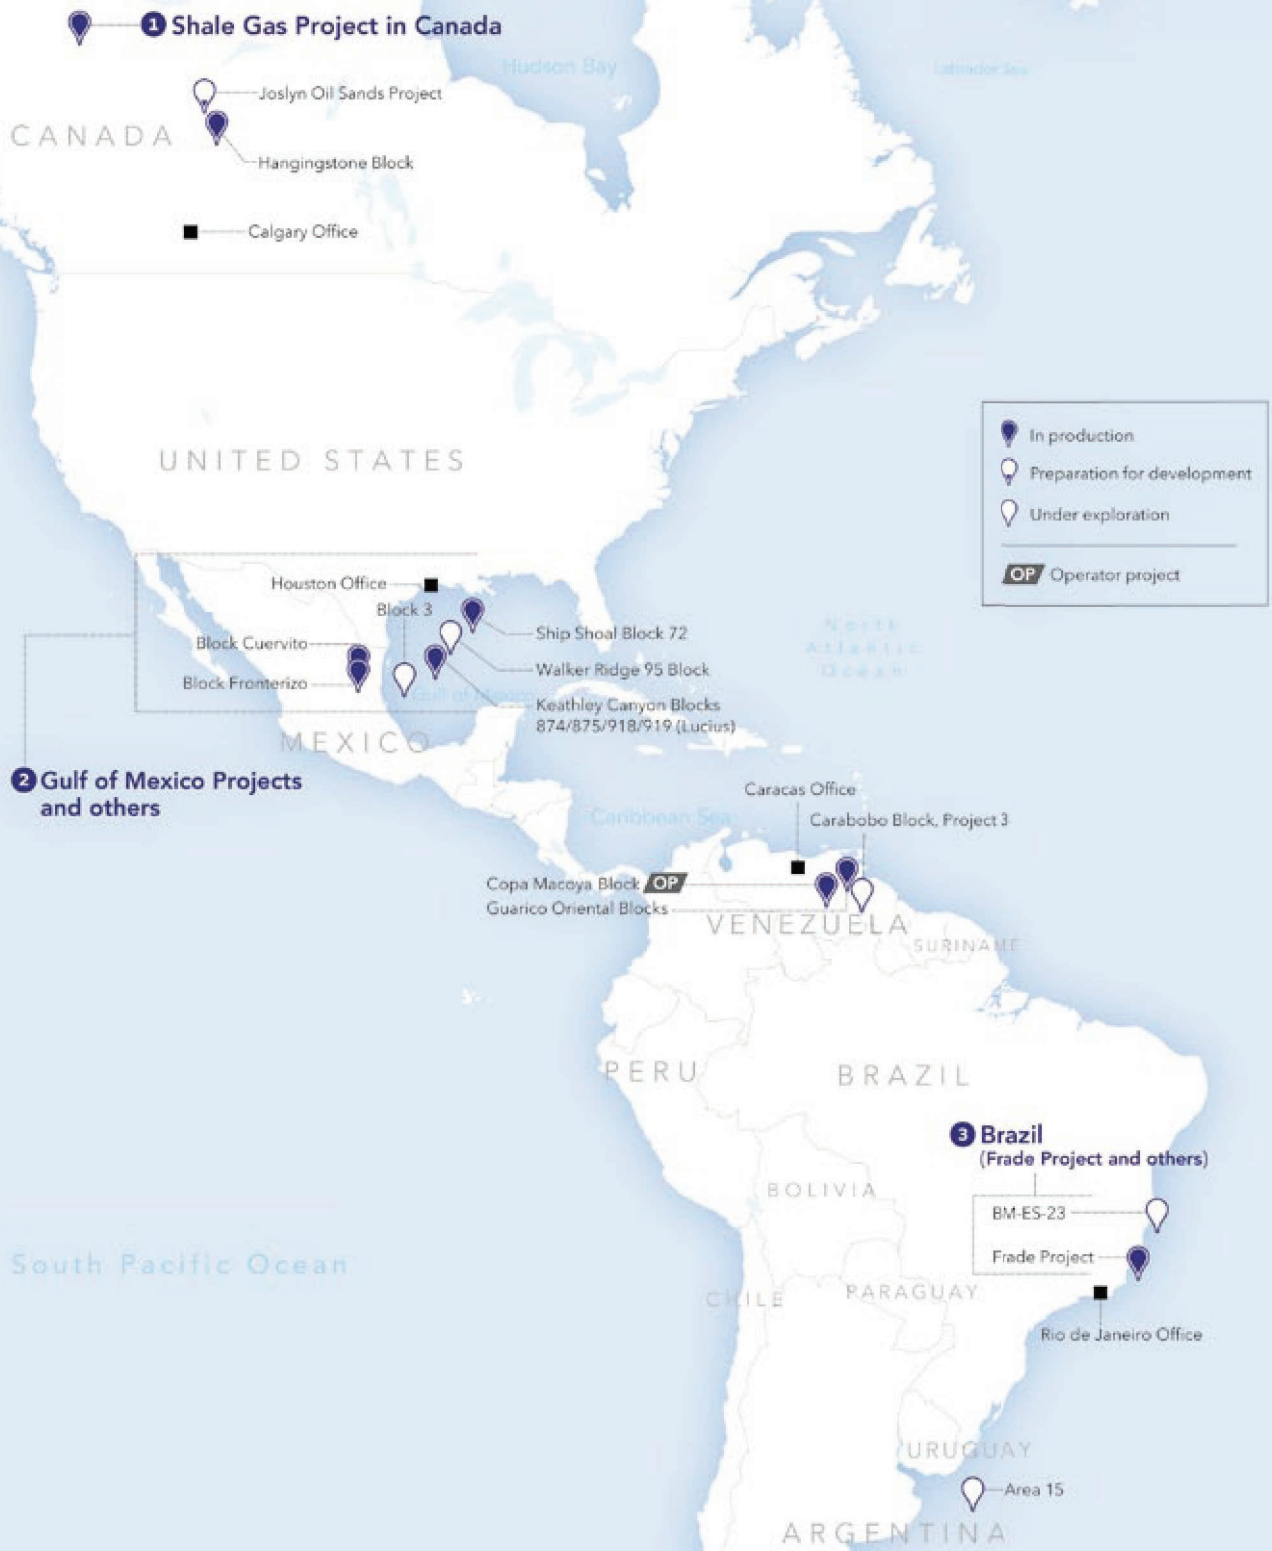 1 Shale Gas Project in Canada
Hudson Bay
Labrador Sea
Joslyn Oil Sands Project
CANADA
Hangingstone Block
Calgary Office
UNITED STATES
In production
Preparation for development
Under exploration
OP Operator project
Houston Office
Block 3
Ship Shoal Block 72
Block Cuervito
Walker Ridge 95 Block
Block Fronterizo
Gulf of Mexico
Keathley Canyon Blocks
874/875/918/919 (Lucius)
North
Atlantic
Ocean
MEXICO
2 Gulf of Mexico Projects
and others
Caracas Office
Caribbean Sea
Carabobo Block, Project 3
Copa Macoya Block OP
Guarico Oriental Blocks
VENEZUELA
SURINAME
PERU
BRAZIL
3 Brazil
(Frade Project and others)
BOLIVIA
BM-ES-23
Frade Project
South Pacific Ocean
CHILE
PARAGUAY
Rio de Janeiro Office
URUGUAY
Area 15
ARGENTINA